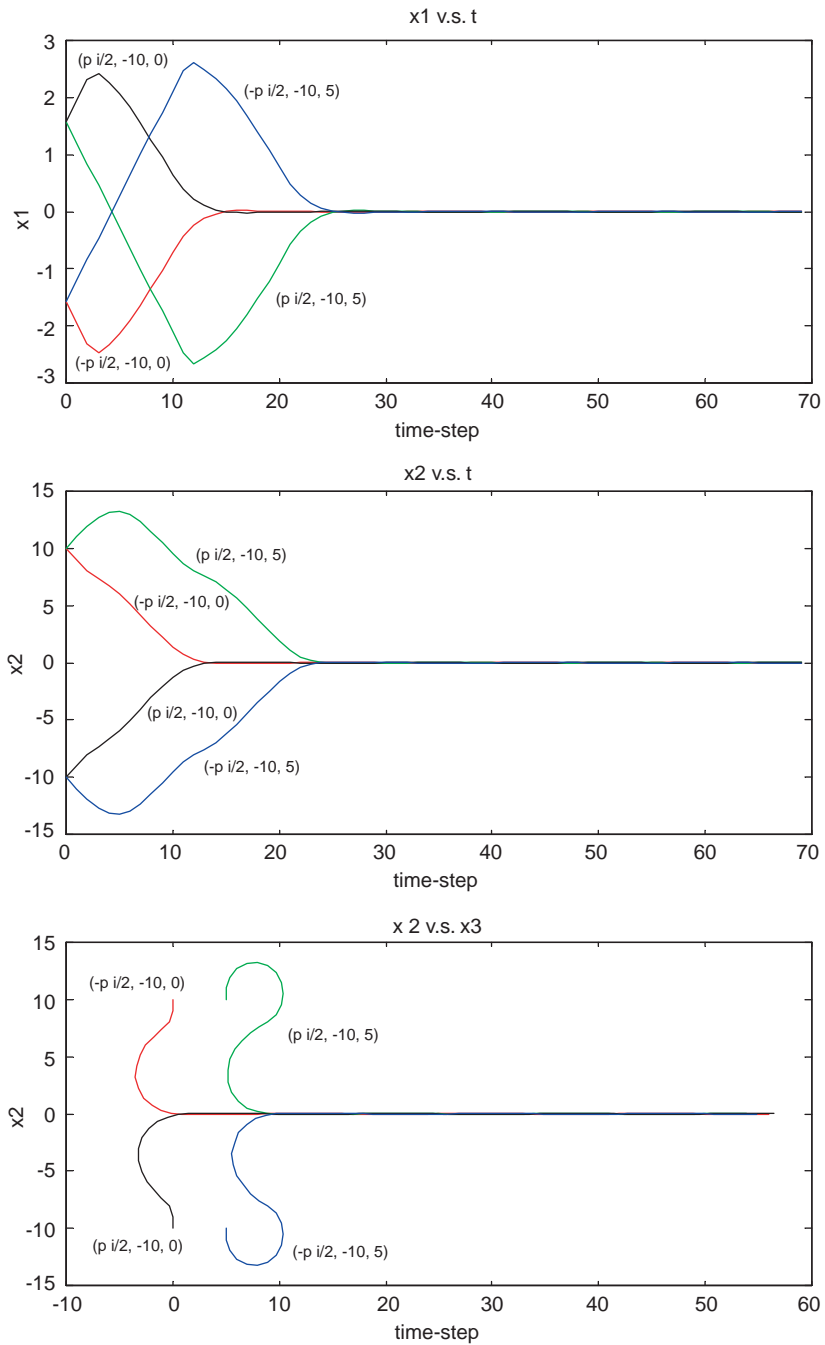 x1 v.s. t
3
(p i/2, -10, 0)
(-p i/2, -10, 5)
2
1
0
x1
-1
(p i/2, -10, 5)
-2
(-p i/2, -10, 0)
-3
0 10 20 30 40 50 60 70
time-step
x2 v.s. t
15
(p i/2, -10, 5)
10
(-p i/2, -10, 0)
5
0
x2
(p i/2, -10, 0)
-5
(-p i/2, -10, 5)
-10
-15
0 10 20 30 40 50 60 70
time-step
x 2 v.s. x3
15
(-p i/2, -10, 0)
10
(p i/2, -10, 5)
5
0
x2
-5
-10
(p i/2, -10, 0)
(-p i/2, -10, 5)
-15
-10 0 10 20 30 40 50 60
time-step